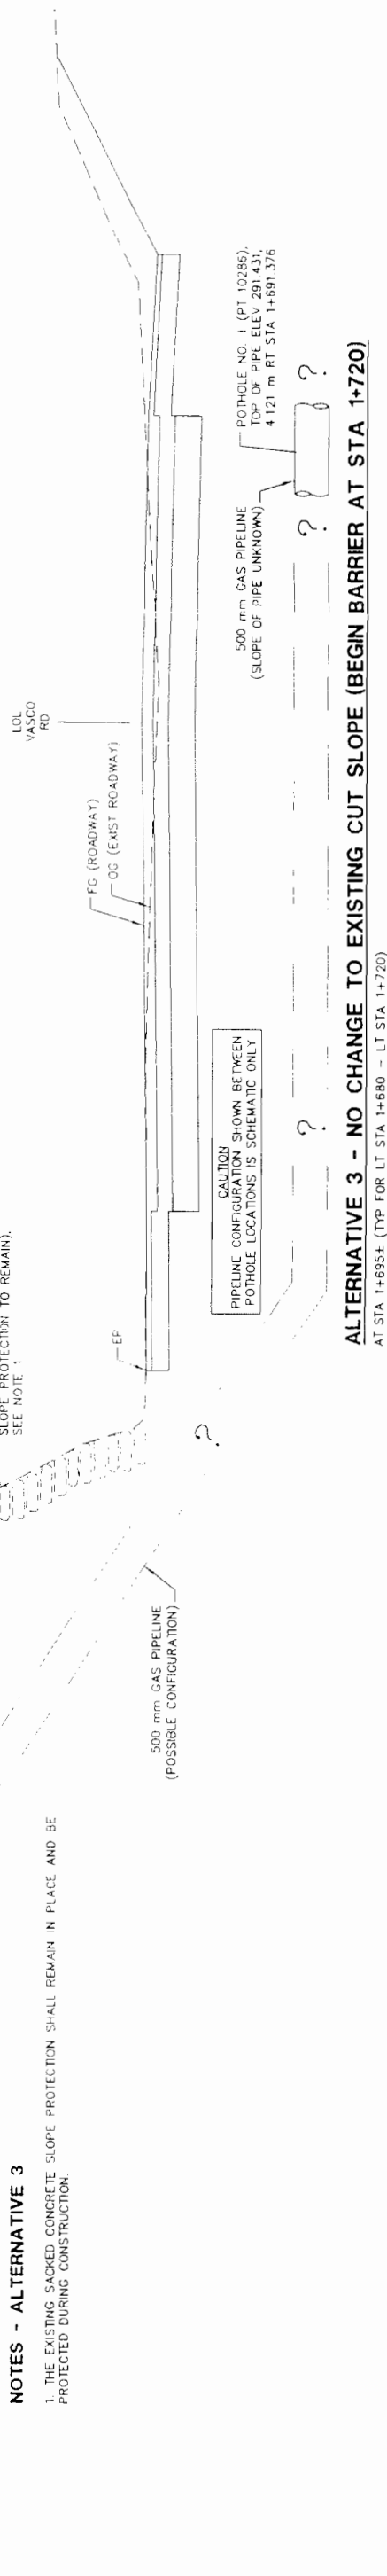 SLOPE PROTECTION TO REMAIN).
SEE NOTE 1
LOL
VASCO
RD
FG (ROADWAY)
OG (EXIST ROADWAY)
EP
CAUTION
PIPELINE CONFIGURATION SHOWN BETWEEN
POTHOLE LOCATIONS IS SCHEMATIC ONLY
500 mm GAS PIPELINE
(SLOPE OF PIPE UNKNOWN)
POTHOLE NO. 1 (PT 10286),
TOP OF PIPE ELEV 291.431,
4 121 m RT STA 1+691.376
?
?
?
?
500 mm GAS PIPELINE
(POSSIBLE CONFIGURATION)
ALTERNATIVE 3 - NO CHANGE TO EXISTING CUT SLOPE (BEGIN BARRIER AT STA 1+720)
AT STA 1+695± (TYP FOR LT STA 1+680 - LT STA 1+720)
NOTES - ALTERNATIVE 3
1. THE EXISTING SACKED CONCRETE SLOPE PROTECTION SHALL REMAIN IN PLACE AND BE
PROTECTED DURING CONSTRUCTION.